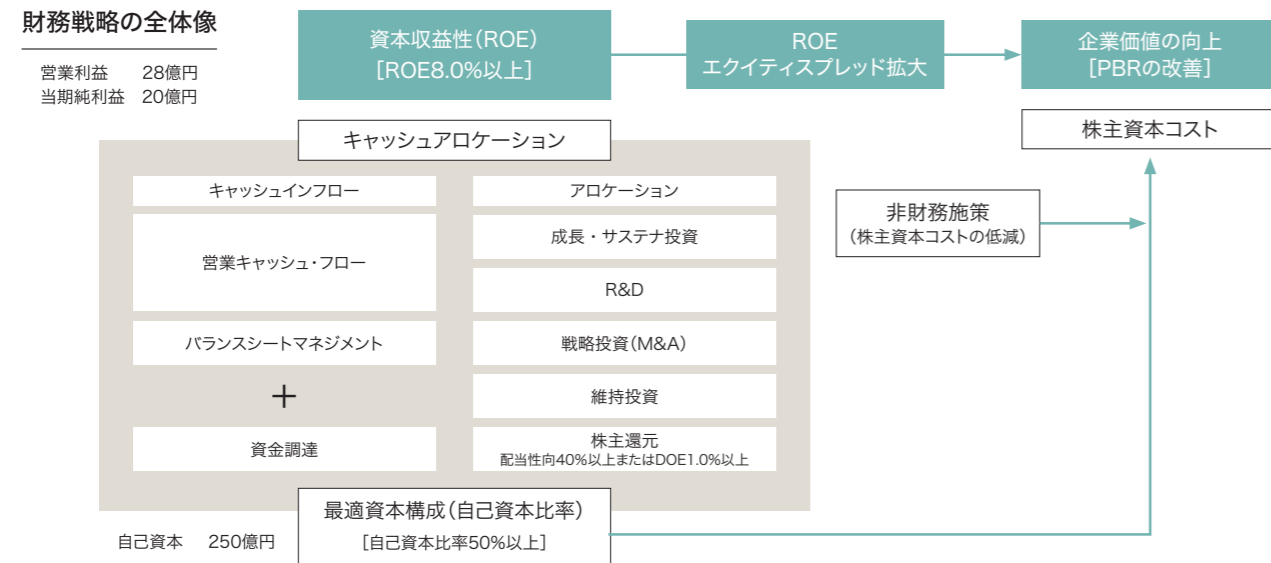 財務戦略の全体像
営業利益 28億円
当期純利益 20億円
資本収益性(ROE)
[ROE8.0%以上]
ROE
エクイティスプレッド拡大
企業価値の向上
[PBRの改善]
株主資本コスト
キャッシュアロケーション
キャッシュインフロー
営業キャッシュ・フロー
バランスシートマネジメント
+
資金調達
アロケーション
成長・サステナ投資
R&D
戦略投資(M&A)
維持投資
株主還元
配当性向40%以上またはDOE1.0%以上
非財務施策
(株主資本コストの低減)
自己資本 250億円
最適資本構成(自己資本比率)
[自己資本比率50%以上]